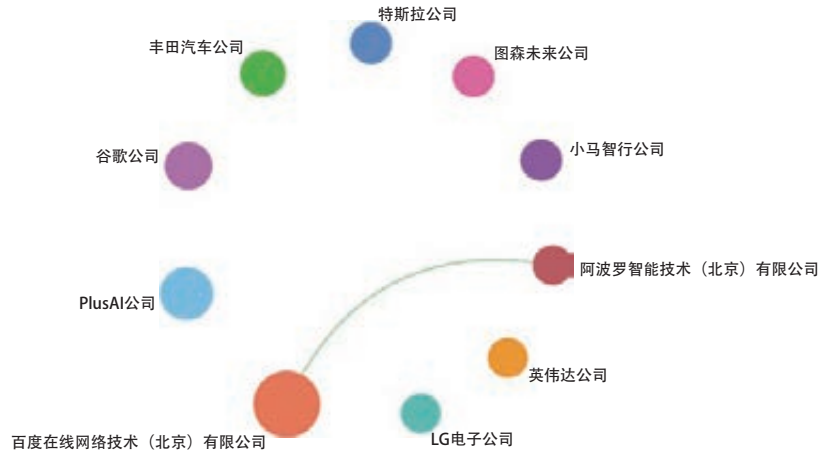 特斯拉公司
丰田汽车公司
图森未来公司
谷歌公司
小马智行公司
阿波罗智能技术（北京）有限公司
PlusAI公司
英伟达公司
LG电子公司
百度在线网络技术（北京）有限公司